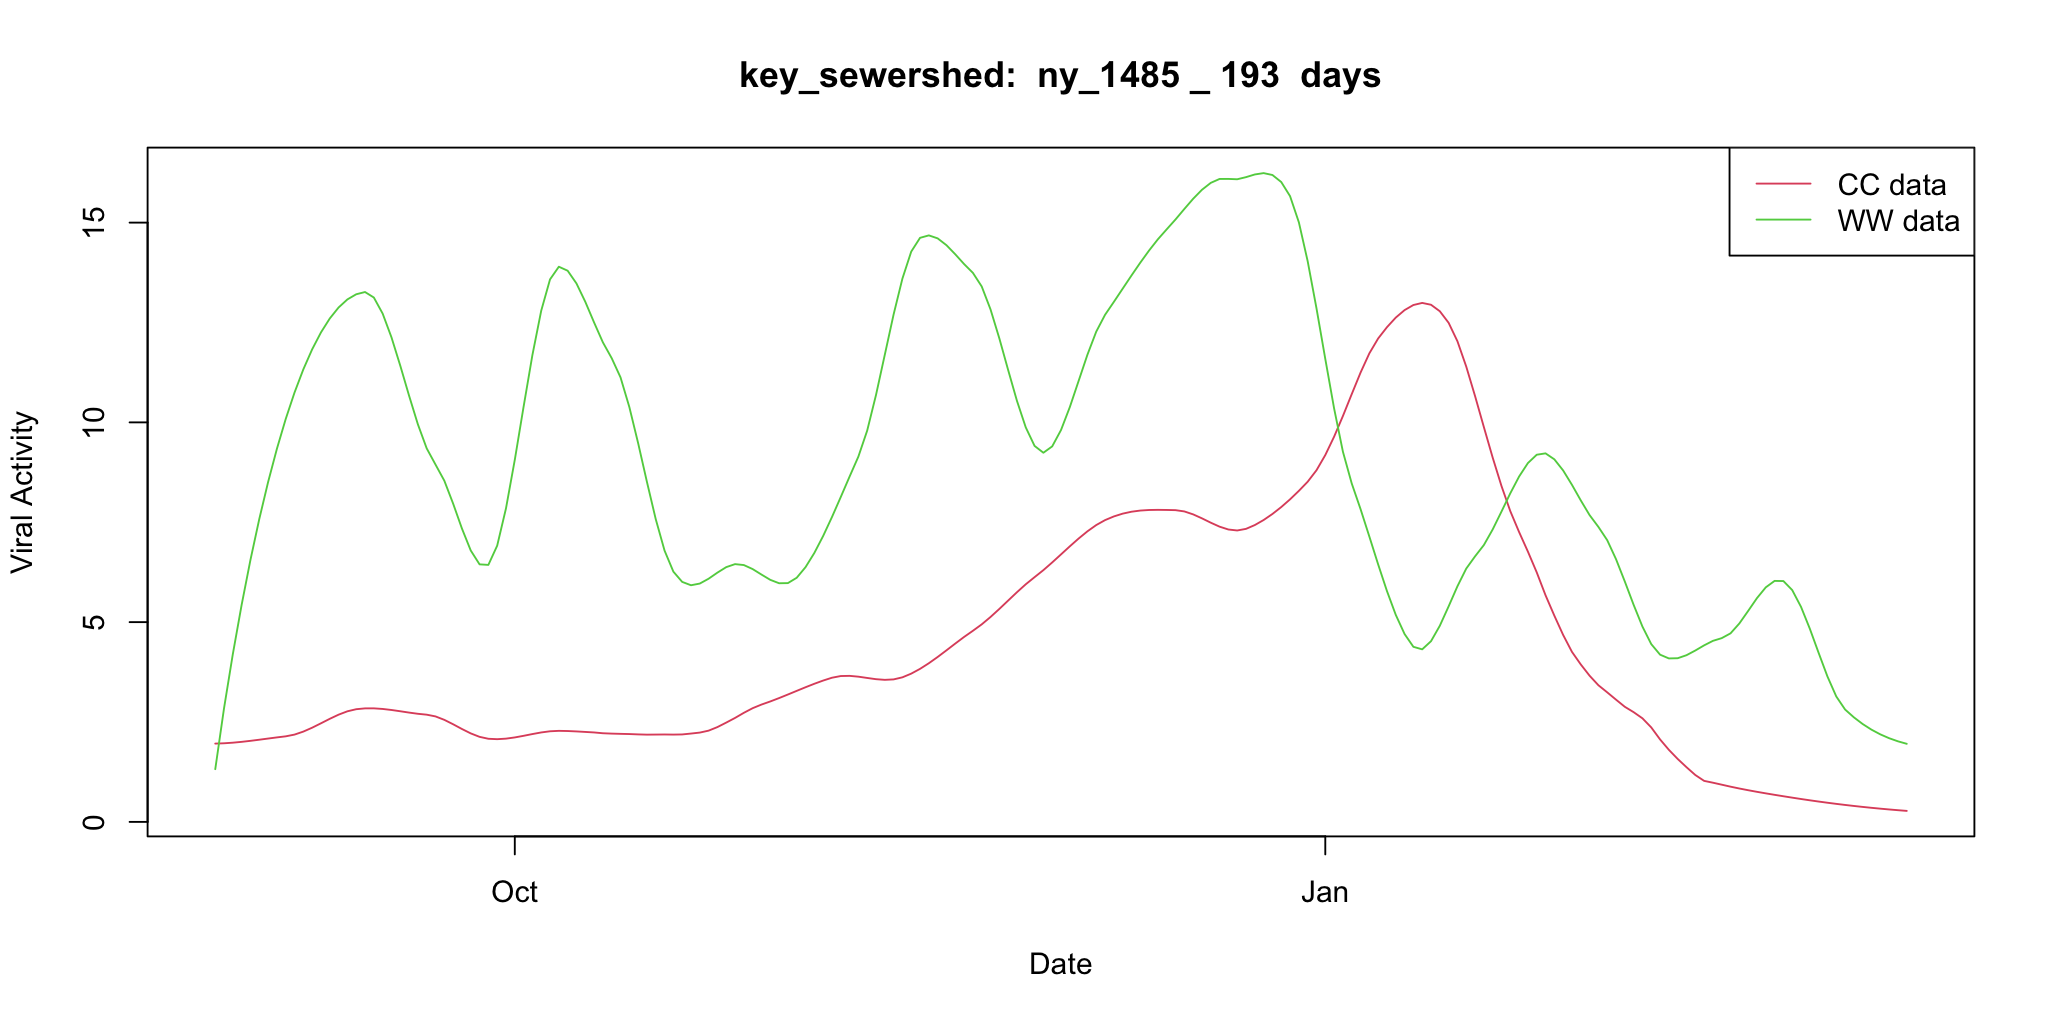 key_sewershed:  ny_1485 _ 193  days
CC data
WW data
Viral Activity
15
10
5
0
Oct
Jan
Date